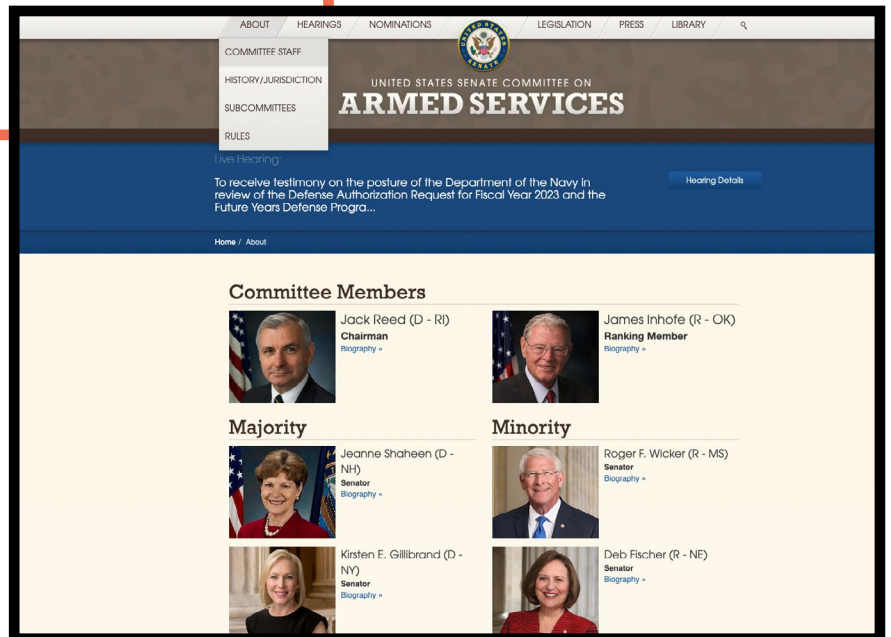 ABOUT HEARINGS NOMINATIONS LEGISLATION PRESS LIBRARY
COMMITTEE STAFF
HISTORY/JURISDICTION
SUBCOMMITTEES
RULES
UNITED STATES SENATE
UNITED STATES SENATE COMMITTEE ON
ARMED SERVICES
Live Hearing:
To receive testimony on the posture of the Department of the Navy in
review of the Defense Authorization Request for Fiscal Year 2023 and the
Future Years Defense Progra...
Hearing Details
Home / About
Committee Members
Jack Reed (D - RI)
Chairman
Biography »
James Inhofe (R - OK)
Ranking Member
Biography »
Majority
Jeanne Shaheen (D -
NH)
Senator
Biography »
Kirsten E. Gillibrand (D -
NY)
Senator
Biography »
Minority
Roger F. Wicker (R - MS)
Senator
Biography »
Deb Fischer (R - NE)
Senator
Biography »